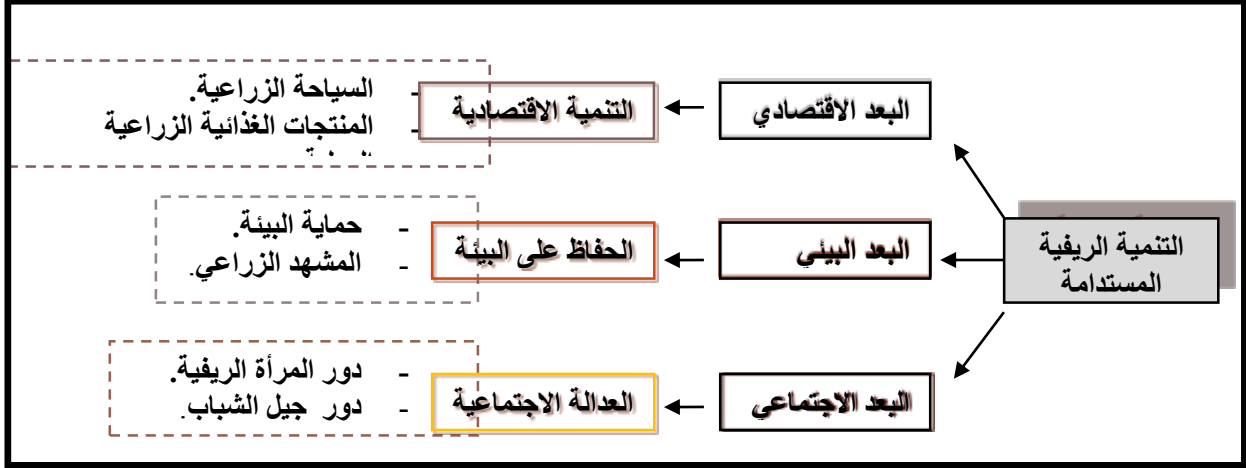 التنمية الريفية
المستدامة
البعد الاقتصادي
التنمية الاقتصادية
- السياحة الزراعية.
- المنتجات الغذائية الزراعية
البعد البيئي
الحفاظ على البيئة
- حماية البيئة.
- المشهد الزراعي.
البعد الاجتماعي
العدالة الاجتماعية
- دور المرأة الريفية.
- دور جيل الشباب.